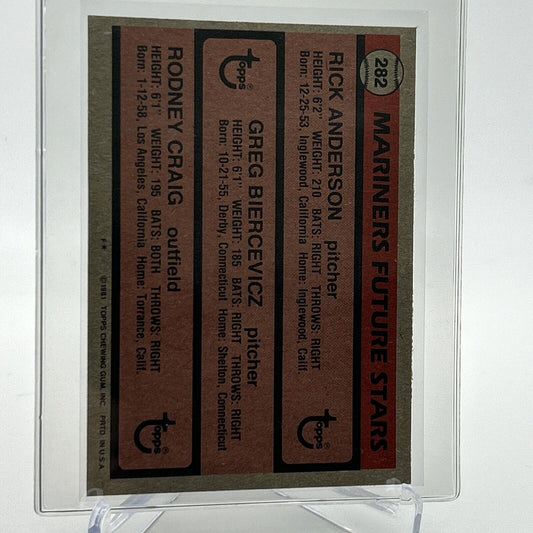 282 MARINERS FUTURE STARS
RICK ANDERSON pitcher
HEIGHT: 6'2" WEIGHT: 210 BATS: RIGHT THROWS: RIGHT
Born: 12-25-53, Inglewood, California Home: Inglewood, Calif.
Topps
GREG BIERCEVICZ pitcher
HEIGHT: 6'1" WEIGHT: 185 BATS: RIGHT THROWS: RIGHT
Born: 10-21-55, Derby, Connecticut Home: Shelton, Connecticut
Topps
RODNEY CRAIG outfield
HEIGHT: 6'1" WEIGHT: 195 BATS: BOTH THROWS: RIGHT
Born: 1-12-58, Los Angeles, California Home: Torrance, Calif.
Topps
F* © 1981 TOPPS CHEWING GUM, INC. PRTD. IN U.S.A.